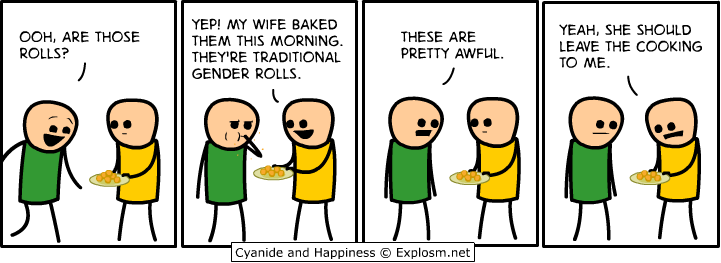 OOH, ARE THOSE
ROLLS?
YEP! MY WIFE BAKED
THEM THIS MORNING.
THEY'RE TRADITIONAL
GENDER ROLLS.
THESE ARE
PRETTY AWFUL.
YEAH, SHE SHOULD
LEAVE THE COOKING
TO ME.
Cyanide and Happiness © Explosm.net